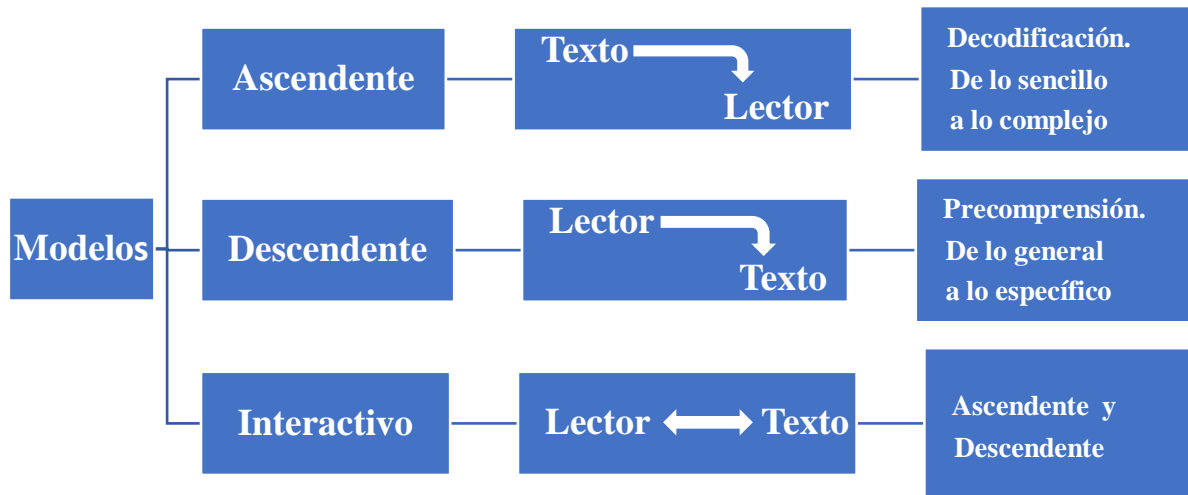 Modelos
Ascendente
Texto
Lector
Decodificación.
De lo sencillo
a lo complejo
Descendente
Lector
Texto
Precomprensión.
De lo general
a lo específico
Interactivo
Lector Texto
Ascendente y
Descendente